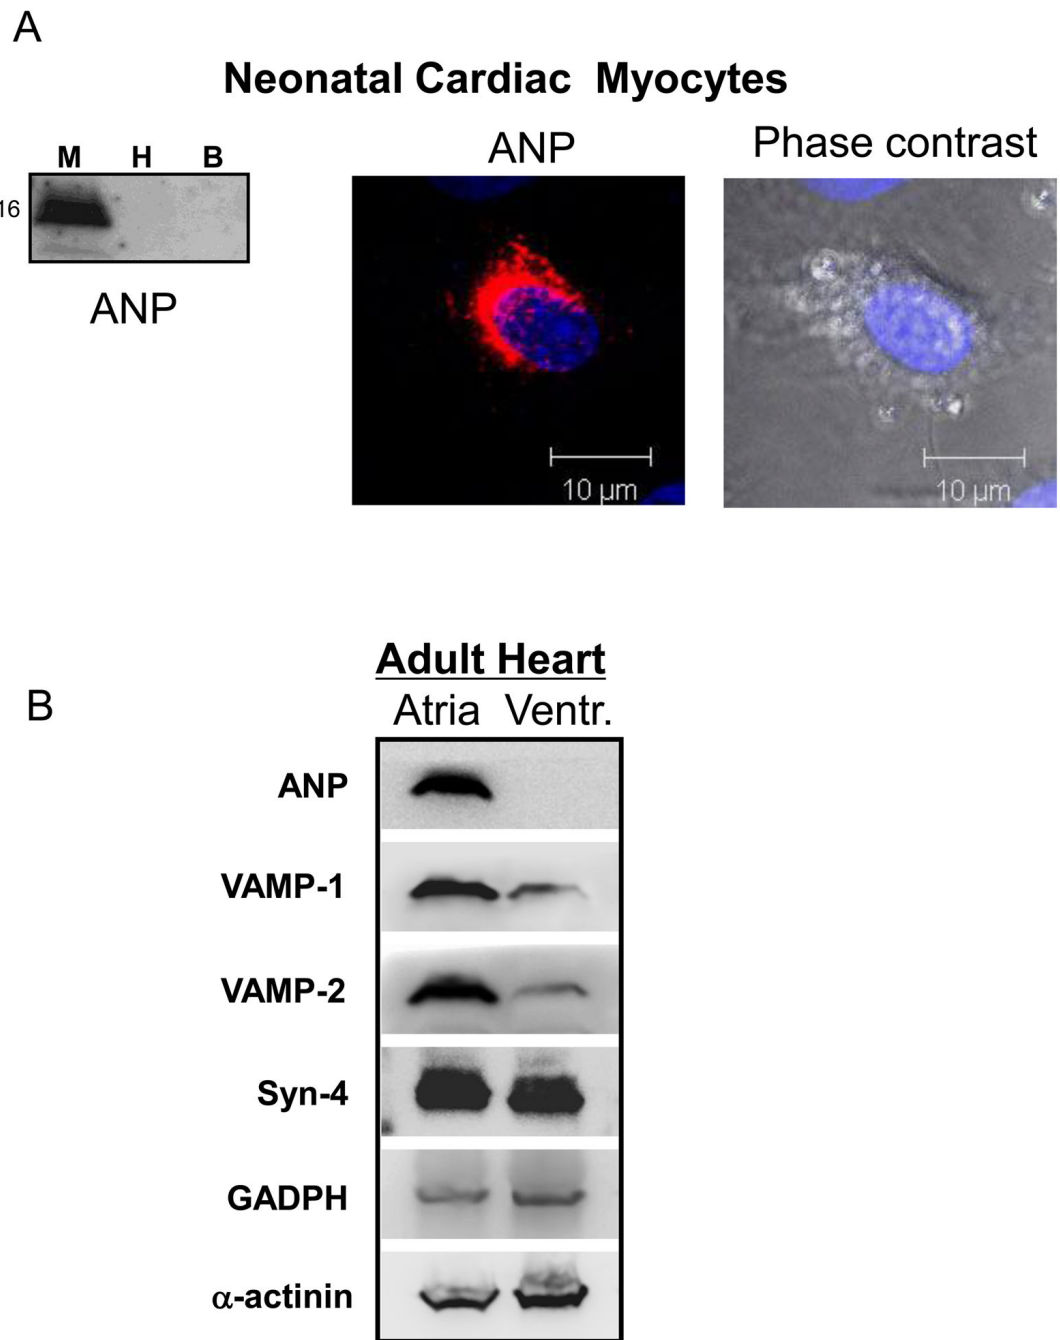 A
Neonatal Cardiac Myocytes
ANP
Phase contrast
M H B
16
ANP
10 µm
10 µm
Adult Heart
B
Atria Ventr.
ANP
VAMP-1
VAMP-2
Syn-4
GADPH
α-actinin